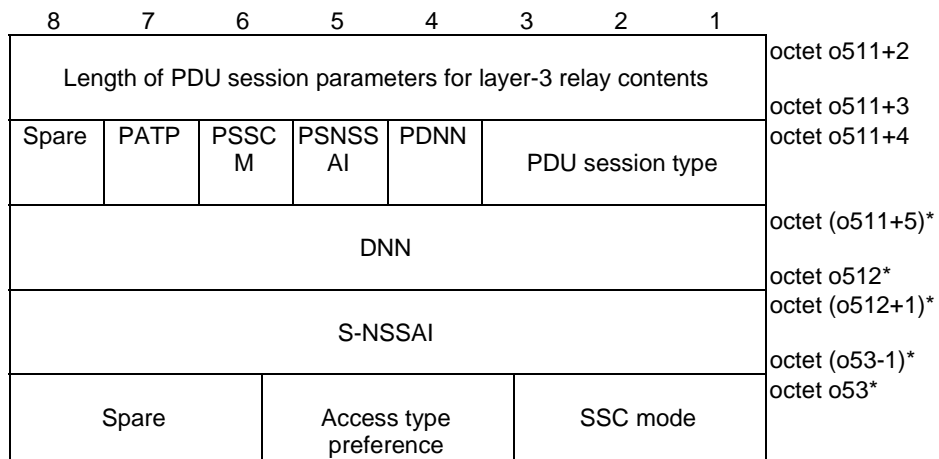 8 7 6 5 4 3 2 1
Length of PDU session parameters for layer-3 relay contents
octet o511+2
octet o511+3
Spare PATP PSSC PSNSS PDNN PDU session type octet o511+4
M AI
DNN
octet (o511+5)*
octet o512*
S-NSSAI
octet (o512+1)*
octet (o53-1)*
Spare Access type SSC mode octet o53*
preference